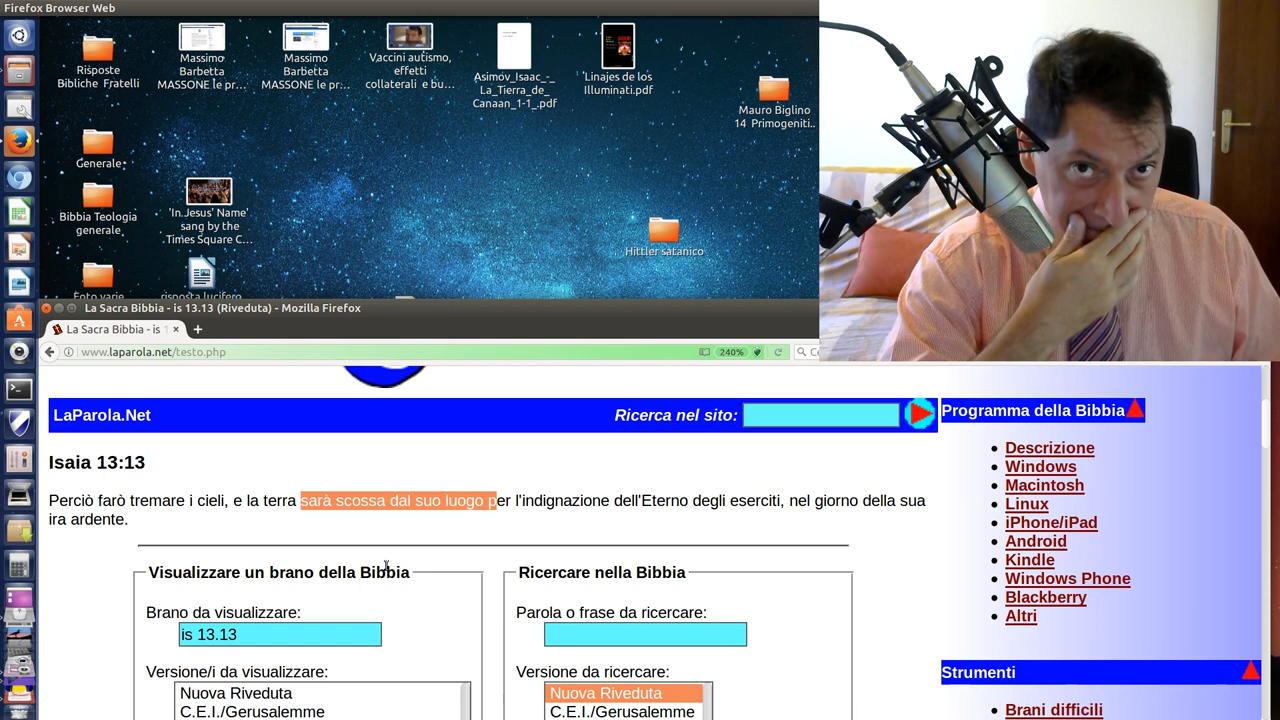 Firefox Browser Web
Risposte
Bibliche Fratelli
Massimo
Barbetta
MASSONE le pr...
Massimo
Barbetta
MASSONE le pr...
Vaccini autismo,
effetti
collaterali e bu...
Asimov_Isaac_-_
La_Tierra_de_
Canaan_1-1_.pdf
Linajes de los
Illuminati.pdf
Mauro Biglino
14 Primogeniti..
Generale
Bibbia Teologia
generale
'In Jesus' Name'
sang by the
Times Square C...
Hittler satanico
Foto varie
risposta lucifero
La Sacra Bibbia - is 13.13 (Riveduta) - Mozilla Firefox
La Sacra Bibbia - is 1
www.laparola.net/testo.php
240%
LaParola.Net
Ricerca nel sito:
Programma della Bibbia
Isaia 13:13
Perciò farò tremare i cieli, e la terra sarà scossa dal suo luogo per l'indignazione dell'Eterno degli eserciti, nel giorno della sua
ira ardente.
Descrizione
Windows
Macintosh
Linux
iPhone/iPad
Android
Kindle
Windows Phone
Blackberry
Altri
Visualizzare un brano della Bibbia
Brano da visualizzare:
is 13.13
Versione/i da visualizzare:
Nuova Riveduta
C.E.I./Gerusalemme
Ricercare nella Bibbia
Parola o frase da ricercare:
Versione da ricercare:
Nuova Riveduta
C.E.I./Gerusalemme
Strumenti
Brani difficili